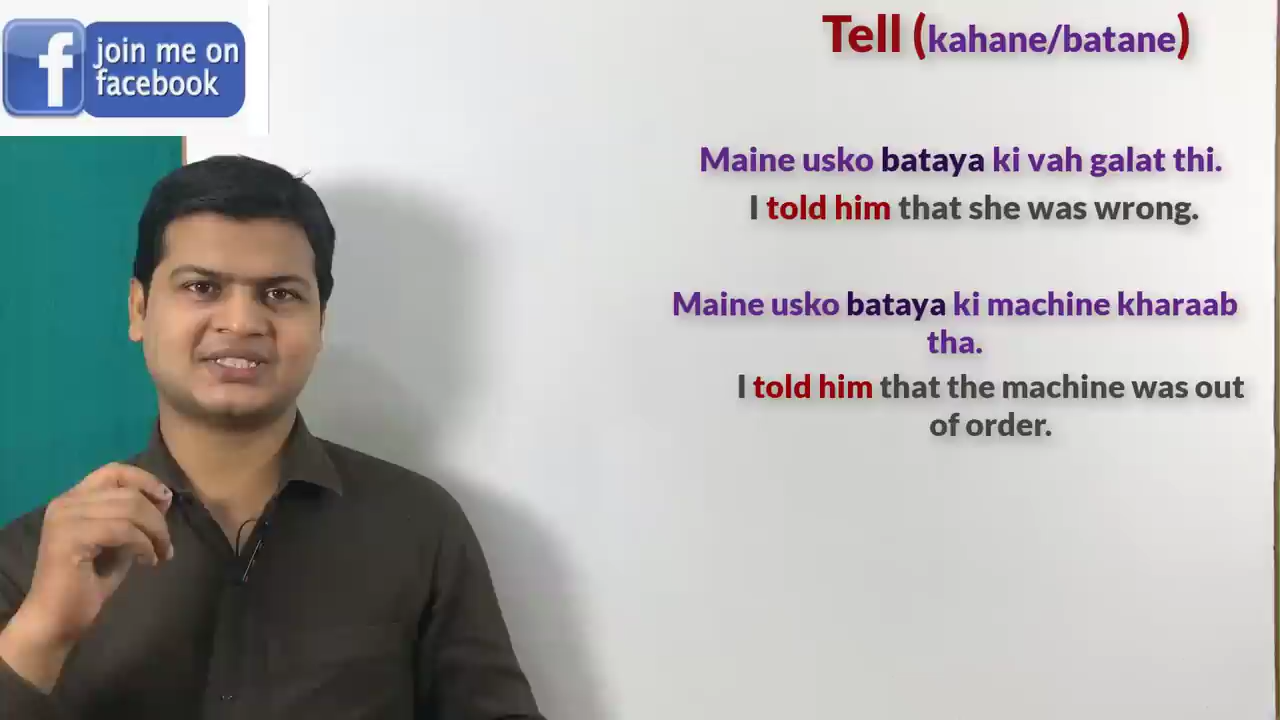 join me on
facebook
Tell (kahane/batane)
Maine usko bataya ki vah galat thi.
I told him that she was wrong.
Maine usko bataya ki machine kharaab
tha.
I told him that the machine was out
of order.